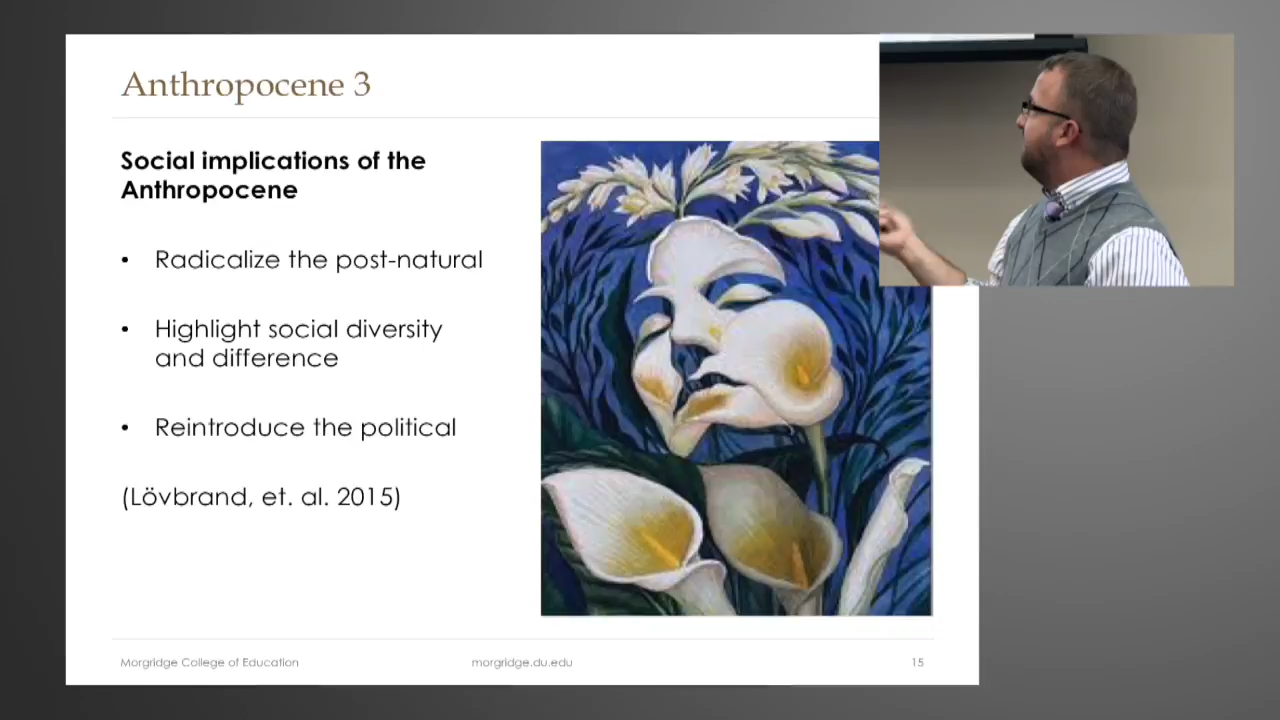 Anthropocene 3
Social implications of the
Anthropocene
• Radicalize the post-natural
• Highlight social diversity
and difference
• Reintroduce the political
(Lövbrand, et. al. 2015)
Morgridge College of Education
morgridge.du.edu
15